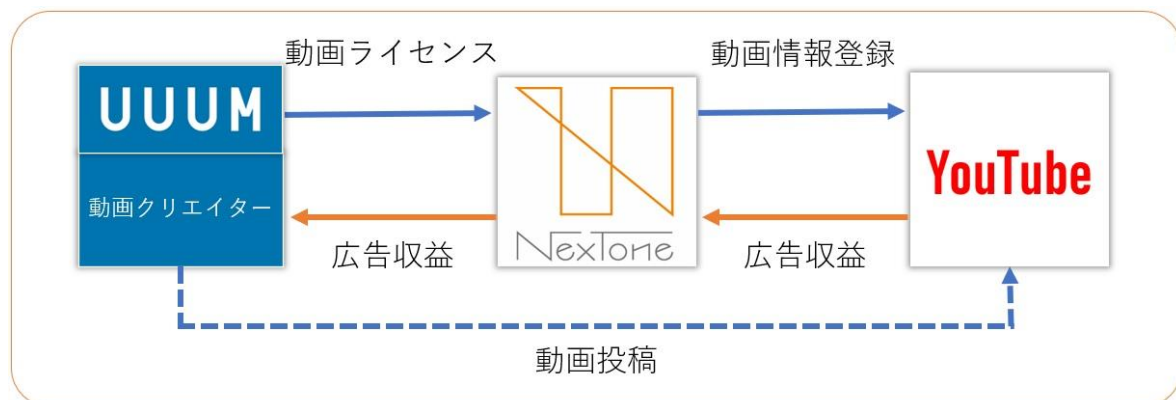 動画ライセンス
動画情報登録
UUUM
動画クリエイター
NexTone
YouTube
広告収益
広告収益
動画投稿